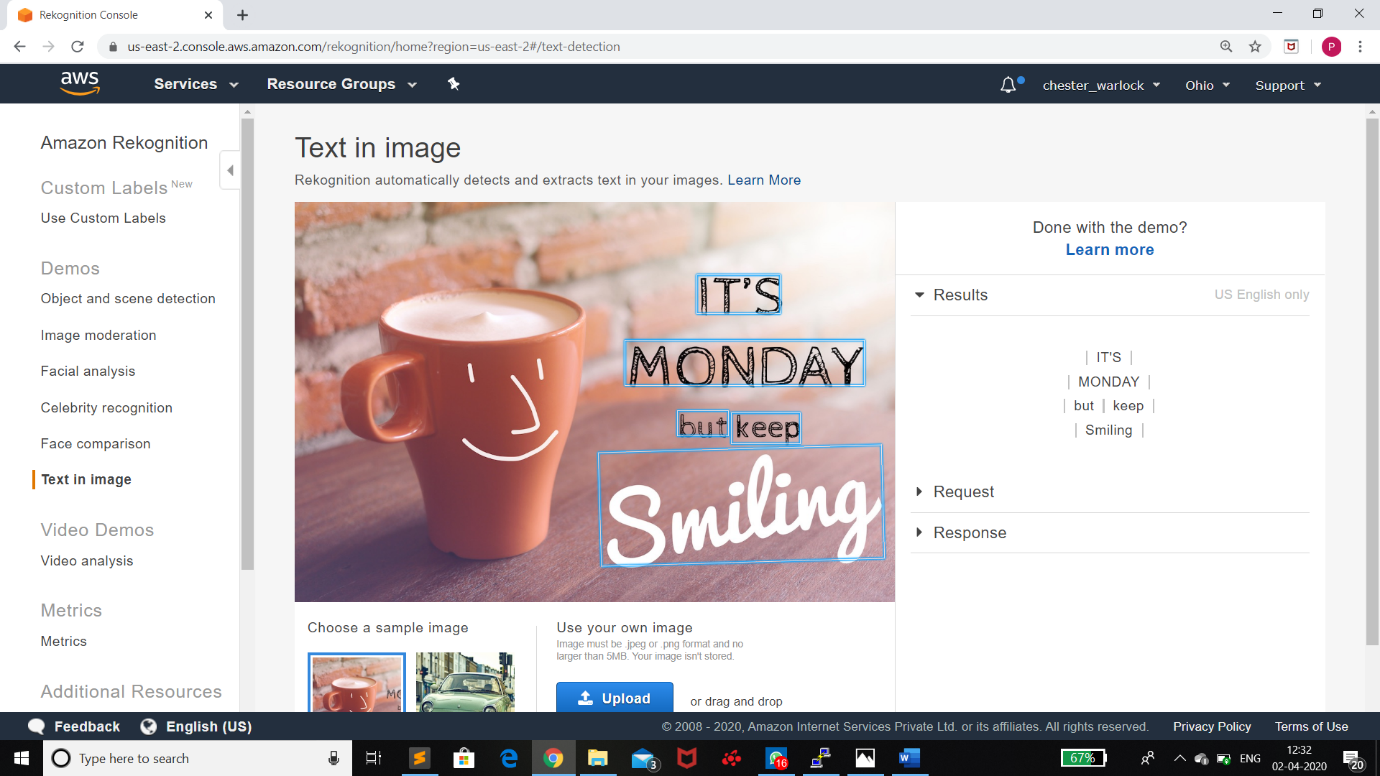 Rekognition Console
us-east-2.console.aws.amazon.com/rekognition/home?region=us-east-2#/text-detection
P
aws
Services
Resource Groups
chester_warlock
Ohio
Support
Amazon Rekognition
Custom Labels New
Use Custom Labels
Demos
Object and scene detection
Image moderation
Facial analysis
Celebrity recognition
Face comparison
Text in image
Video Demos
Video analysis
Metrics
Metrics
Additional Resources
Text in image
Rekognition automatically detects and extracts text in your images. Learn More
IT'S
MONDAY
but keep
Smiling
Choose a sample image
Use your own image
Image must be .jpeg or .png format and no
larger than 5MB. Your image isn't stored.
Upload
or drag and drop
Done with the demo?
Learn more
Results
US English only
| IT'S |
| MONDAY |
| but || keep |
| Smiling |
Request
Response
Feedback
English (US)
© 2008 - 2020, Amazon Internet Services Private Ltd. or its affiliates. All rights reserved.
Privacy Policy
Terms of Use
Type here to search
3
16
67%
ENG
12:32
02-04-2020
20